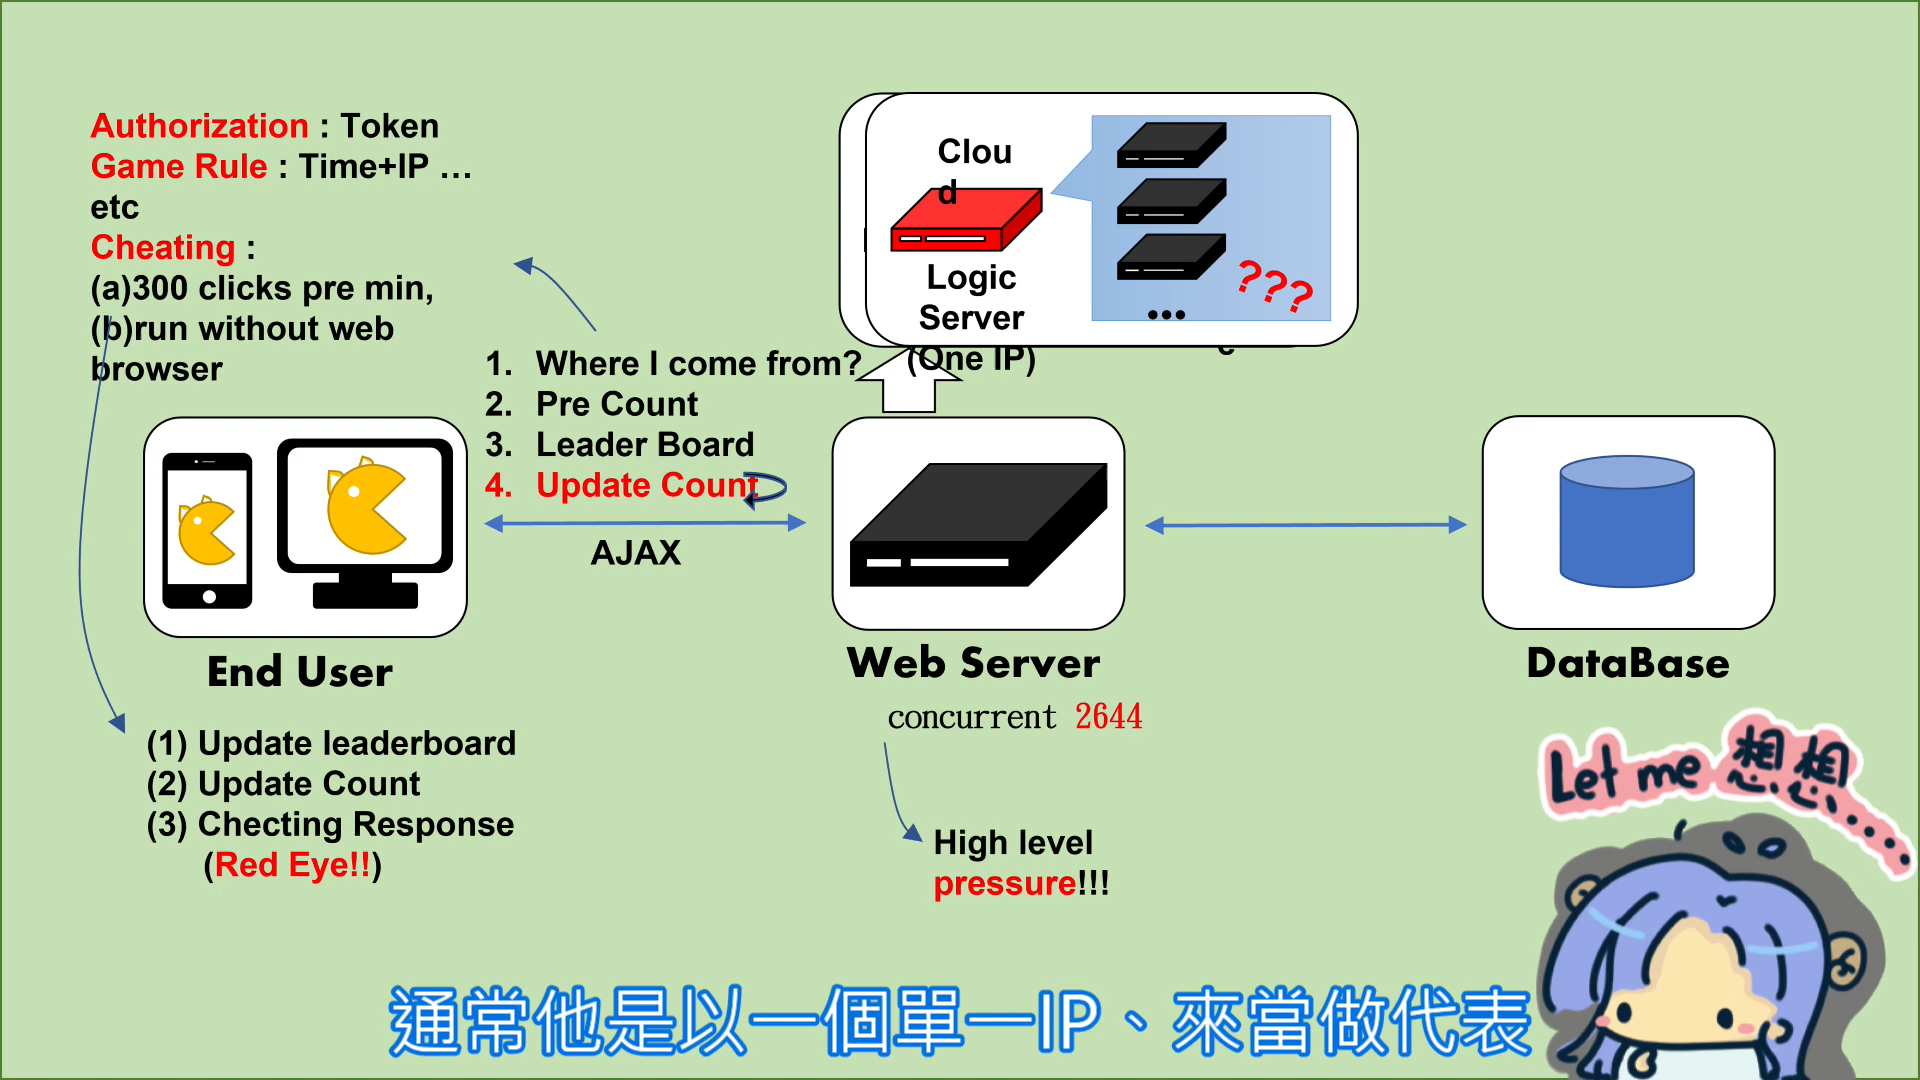 Authorization : Token
Game Rule : Time+IP …
etc
Cheating :
(a)300 clicks pre min,
(b)run without web
browser
Clou
d
Logic
Server
(One IP)
???
...
1. Where I come from?
2. Pre Count
3. Leader Board
4. Update Count
AJAX
End User
Web Server
DataBase
concurrent 2644
(1) Update leaderboard
(2) Update Count
(3) Checting Response
(Red Eye!!)
High level
pressure!!!
Let me 想想......
通常他是以一個單一IP、來當做代表